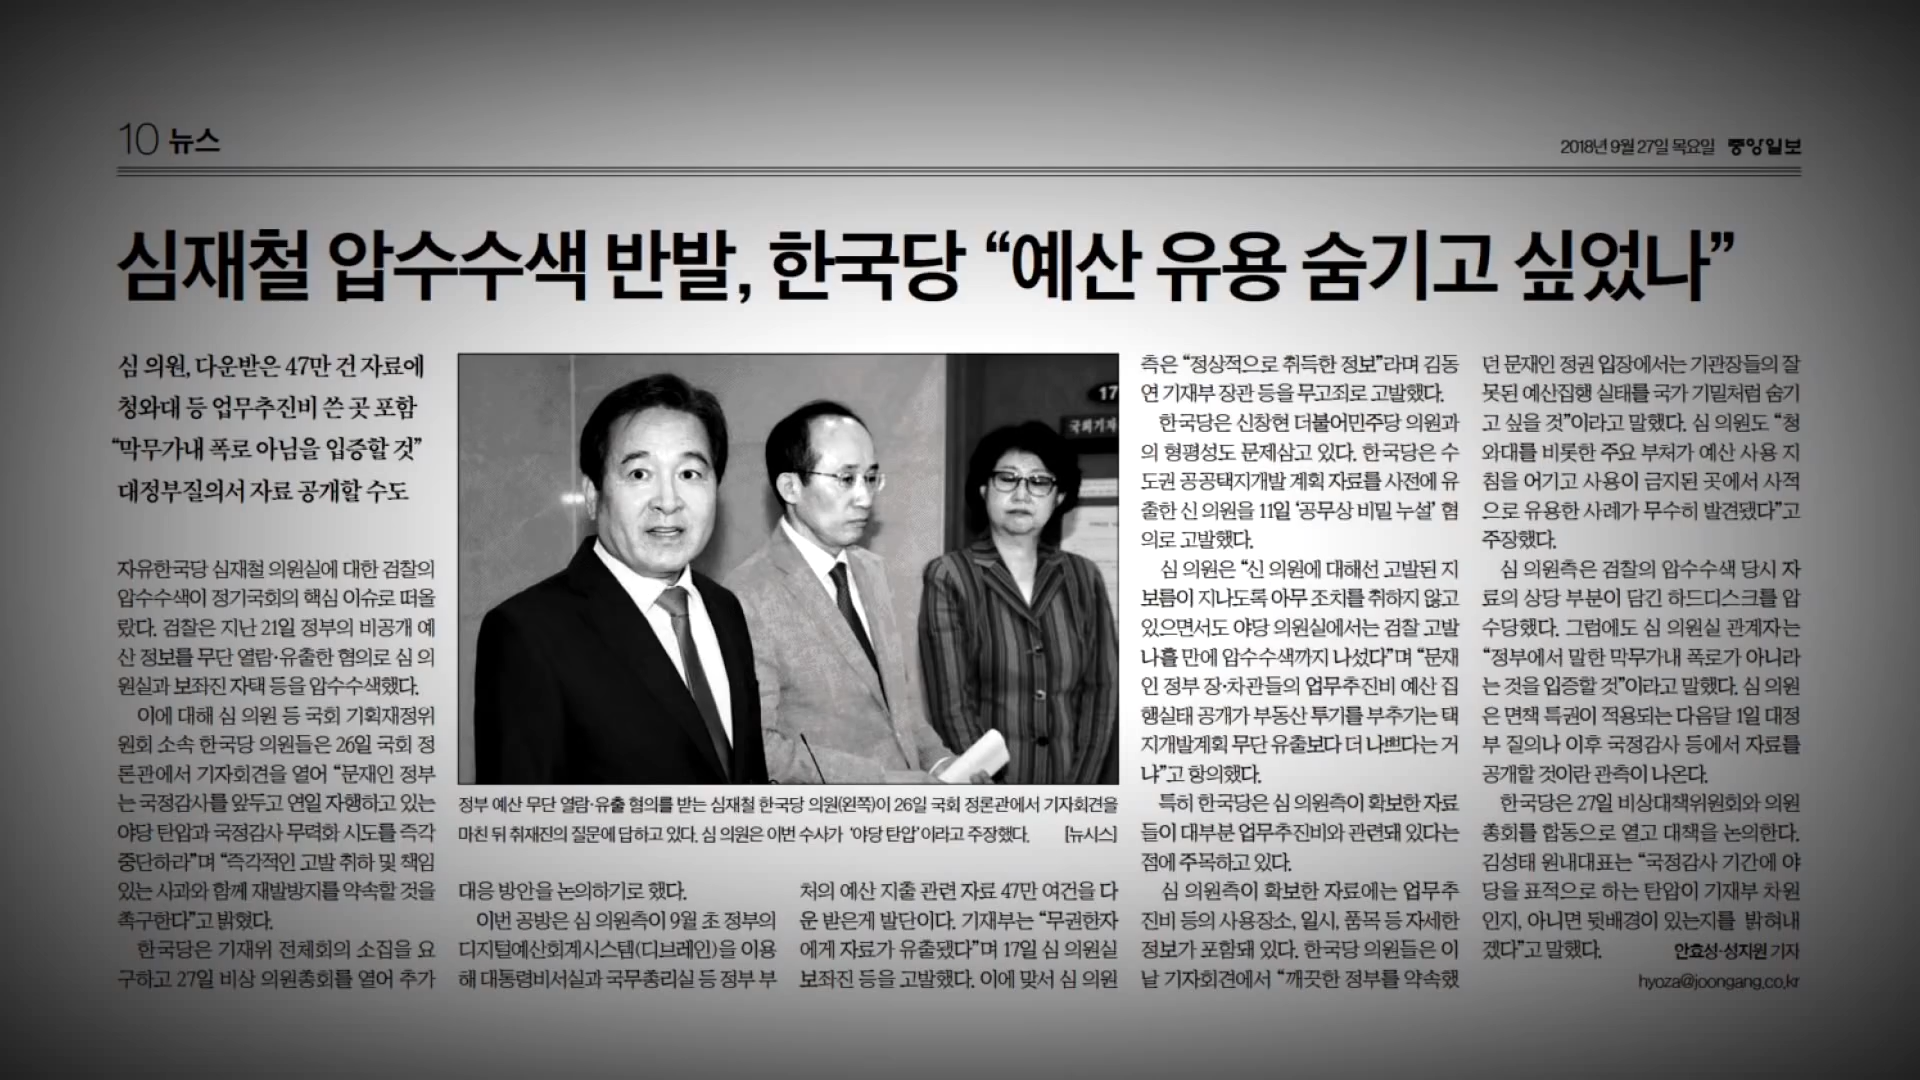 10 뉴스
2018년 9월 27일 목요일 중앙일보
심재철 압수수색 반발, 한국당 “예산 유용 숨기고 싶었나”
심 의원, 다운받은 47만 건 자료에
청와대 등 업무추진비 쓴 곳 포함
“막무가내 폭로 아님을 입증할 것”
대정부질의서 자료 공개할 수도
자유한국당 심재철 의원실에 대한 검찰의
압수수색이 정기국회의 핵심 이슈로 떠올
랐다. 검찰은 지난 21일 정부의 비공개 예
산 정보를 무단 열람·유출한 혐의로 심 의
원실과 보좌진 자택 등을 압수수색했다.
이에 대해 심 의원 등 국회 기획재정위
원회 소속 한국당 의원들은 26일 국회 정
론관에서 기자회견을 열어 “문재인 정부
는 국정감사를 앞두고 연일 자행하고 있는
야당 탄압과 국정감사 무력화 시도를 즉각
중단하라”며 “즉각적인 고발 취하 및 책임
있는 사과와 함께 재발방지를 약속할 것을
촉구한다”고 밝혔다.
한국당은 기재위 전체회의 소집을 요
구하고 27일 비상 의원총회를 열어 추가
17
국회기자
정부 예산 무단 열람·유출 혐의를 받는 심재철 한국당 의원(왼쪽)이 26일 국회 정론관에서 기자회견을
마친 뒤 취재진의 질문에 답하고 있다. 심 의원은 이번 수사가 ‘야당 탄압’이라고 주장했다. [뉴시스]
대응 방안을 논의하기로 했다.
이번 공방은 심 의원측이 9월 초 정부의
디지털예산회계시스템(디브레인)을 이용
해 대통령비서실과 국무총리실 등 정부 부
처의 예산 지출 관련 자료 47만 여건을 다
운 받은게 발단이다. 기재부는 “무권한자
에게 자료가 유출됐다”며 17일 심 의원실
보좌진 등을 고발했다. 이에 맞서 심 의원
측은 “정상적으로 취득한 정보”라며 김동
연 기재부 장관 등을 무고죄로 고발했다.
한국당은 신창현 더불어민주당 의원과
의 형평성도 문제삼고 있다. 한국당은 수
도권 공공택지개발 계획 자료를 사전에 유
출한 신 의원을 11일 ‘공무상 비밀 누설’ 혐
의로 고발했다.
심 의원은 “신 의원에 대해선 고발된 지
보름이 지나도록 아무 조치를 취하지 않고
있으면서도 야당 의원실에서는 검찰 고발
나흘 만에 압수수색까지 나섰다”며 “문재
인 정부 장·차관들의 업무추진비 예산 집
행실태 공개가 부동산 투기를 부추기는 택
지개발계획 무단 유출보다 더 나쁘다는 거
냐”고 항의했다.
특히 한국당은 심 의원측이 확보한 자료
들이 대부분 업무추진비와 관련돼 있다는
점에 주목하고 있다.
심 의원측이 확보한 자료에는 업무추
진비 등의 사용장소, 일시, 품목 등 자세한
정보가 포함돼 있다. 한국당 의원들은 이
날 기자회견에서 “깨끗한 정부를 약속했
던 문재인 정권 입장에서는 기관장들의 잘
못된 예산집행 실태를 국가 기밀처럼 숨기
고 싶을 것”이라고 말했다. 심 의원도 “청
와대를 비롯한 주요 부처가 예산 사용 지
침을 어기고 사용이 금지된 곳에서 사적
으로 유용한 사례가 무수히 발견됐다”고
주장했다.
심 의원측은 검찰의 압수수색 당시 자
료의 상당 부분이 담긴 하드디스크를 압
수당했다. 그럼에도 심 의원실 관계자는
“정부에서 말한 막무가내 폭로가 아니라
는 것을 입증할 것”이라고 말했다. 심 의원
은 면책 특권이 적용되는 다음달 1일 대정
부 질의나 이후 국정감사 등에서 자료를
공개할 것이란 관측이 나온다.
한국당은 27일 비상대책위원회와 의원
총회를 합동으로 열고 대책을 논의한다.
김성태 원내대표는 “국정감사 기간에 야
당을 표적으로 하는 탄압이 기재부 차원
인지, 아니면 뒷배경이 있는지를 밝혀내
겠다”고 말했다. 안효성·성지원 기자
hyoza@joongang.co.kr